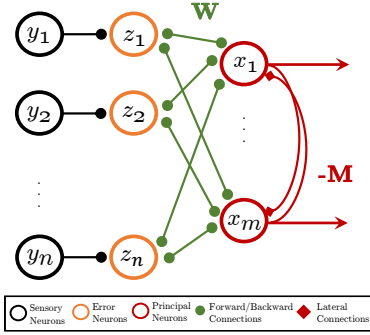 W
y1 z1
x1
y2 z2
-M
xm
yn zn
Sensory Neurons
Error Neurons
Principal Neurons
Forward/Backward Connections
Lateral Connections